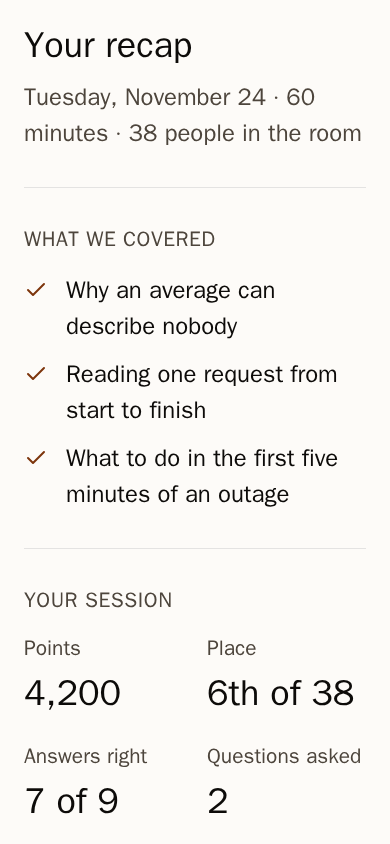 Your recap
Tuesday, November 24 · 60
minutes · 38 people in the room
WHAT WE COVERED
Why an average can
describe nobody
Reading one request from
start to finish
What to do in the first five
minutes of an outage
YOUR SESSION
Points
4,200
Place
6th of 38
Answers right
7 of 9
Questions asked
2